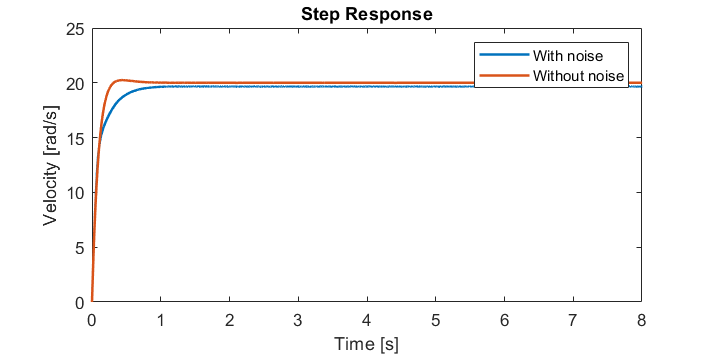 Step Response
With noise
Without noise
25
20
15
10
5
0
Velocity [rad/s]
0 1 2 3 4 5 6 7 8
Time [s]